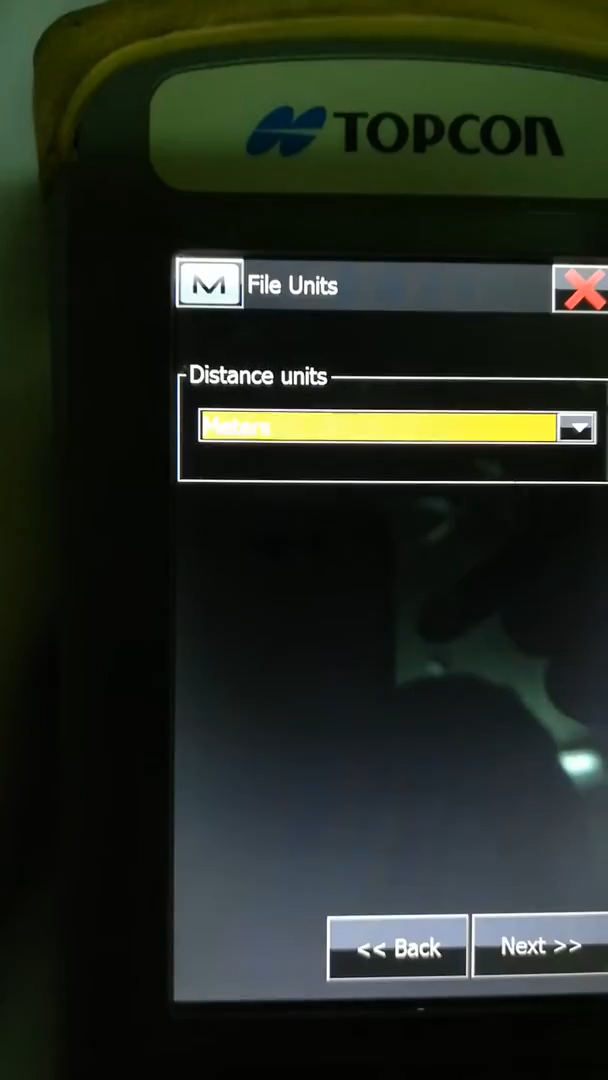 TOPCON
M File Units
Distance units
Meters
<< Back Next >>